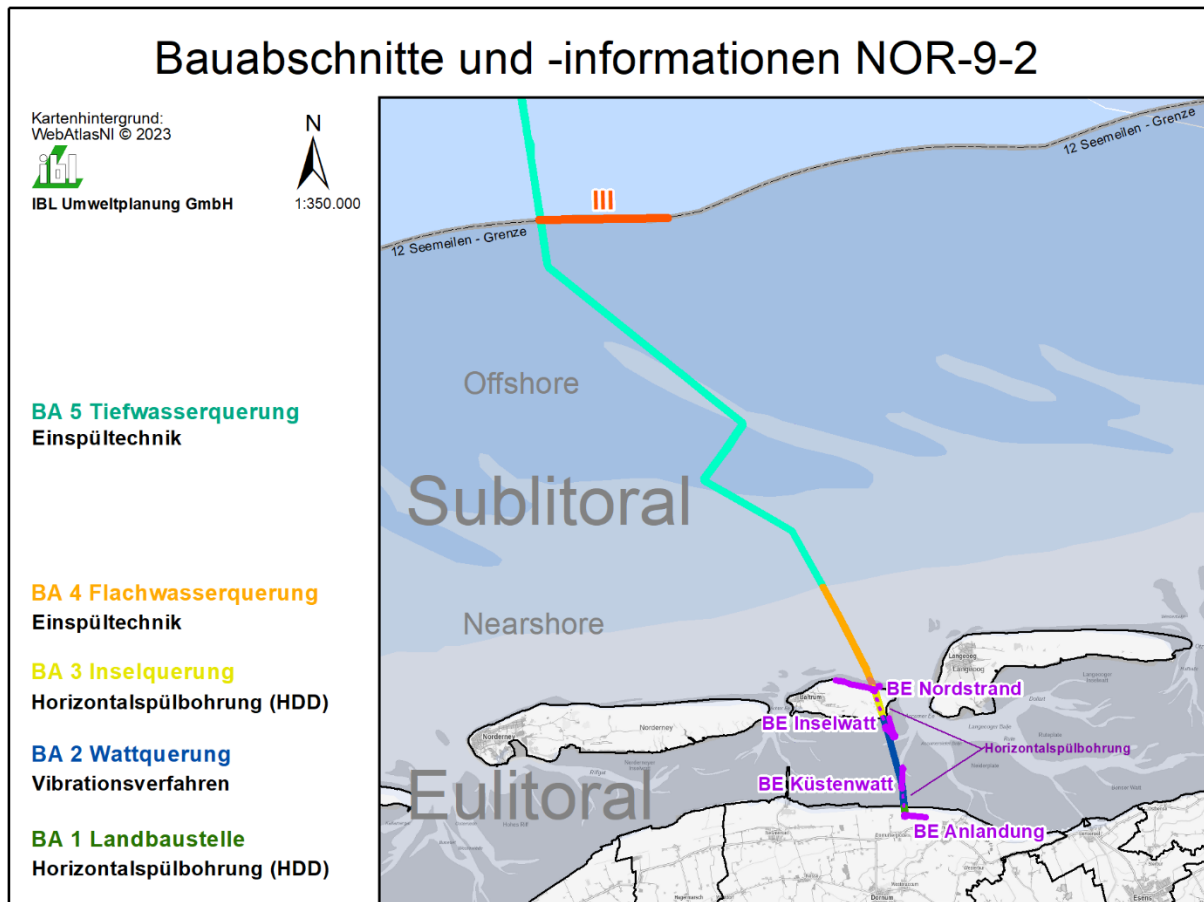 Bauabschnitte und -informationen NOR-9-2
Kartenhintergrund:
WebAtlasNI © 2023
ibl
IBL Umweltplanung GmbH
N
1:350.000
BA 5 Tiefwasserquerung
Einspültechnik
BA 4 Flachwasserquerung
Einspültechnik
BA 3 Inselquerung
Horizontalspülbohrung (HDD)
BA 2 Wattquerung
Vibrationsverfahren
BA 1 Landbaustelle
Horizontalspülbohrung (HDD)
12 Seemeilen - Grenze
III
12 Seemeilen - Grenze
Offshore
Sublitoral
Nearshore
Langeoog
Langeoog
BE Nordstrand
Baltrum
BE Inselwatt
Norderney
Norderney
Horizontalspülbohrung
BE Küstenwatt
Eulitoral
BE Anlandung
Dornum
Esens